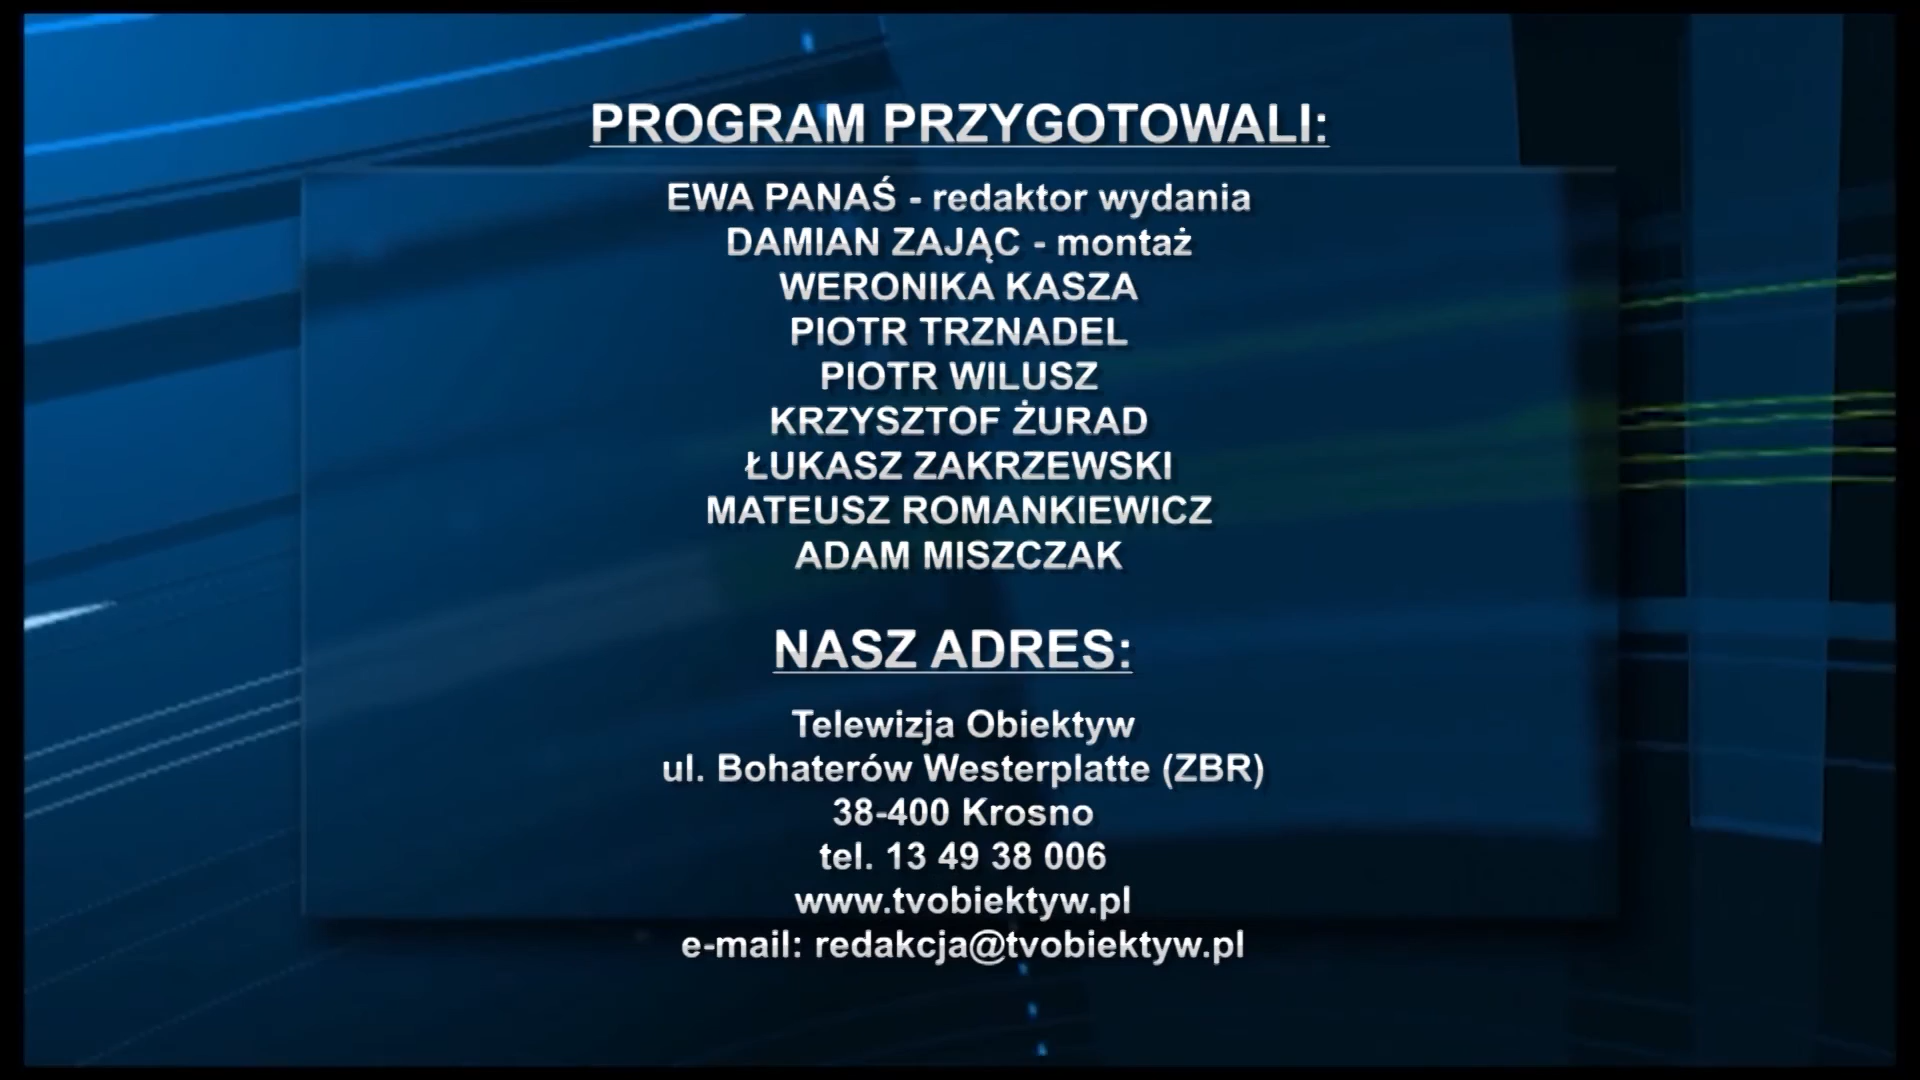 PROGRAM PRZYGOTOWALI:
EWA PANAŚ - redaktor wydania
DAMIAN ZAJĄC - montaż
WERONIKA KASZA
PIOTR TRZNADEL
PIOTR WILUSZ
KRZYSZTOF ŻURAD
ŁUKASZ ZAKRZEWSKI
MATEUSZ ROMANKIEWICZ
ADAM MISZCZAK
NASZ ADRES:
Telewizja Obiektyw
ul. Bohaterów Westerplatte (ZBR)
38-400 Krosno
tel. 13 49 38 006
www.tvobiektyw.pl
e-mail: redakcja@tvobiektyw.pl